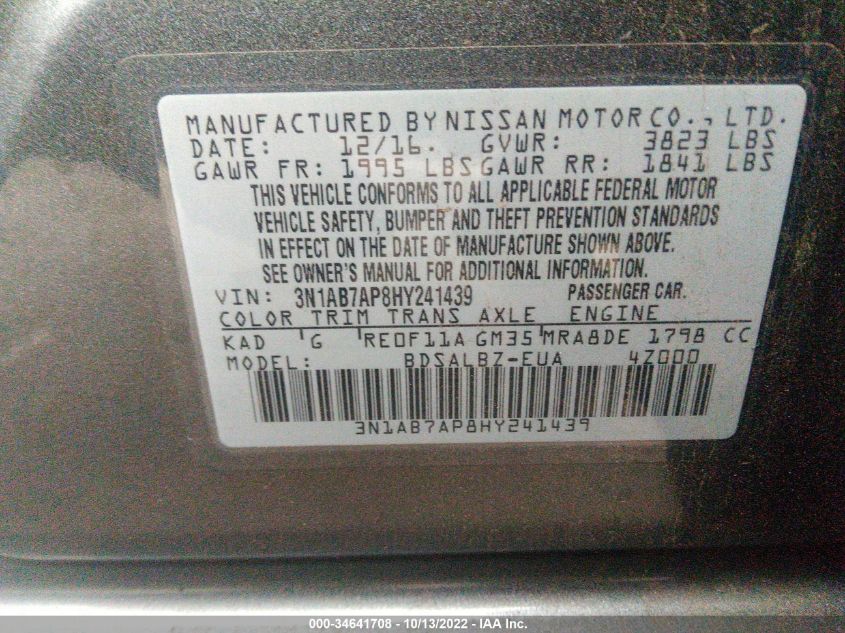 MANUFACTURED BY NISSAN MOTOR CO., LTD.
DATE: 12/16. GVWR: 3823 LBS
GAWR FR: 1995 LBS GAWR RR: 1841 LBS
THIS VEHICLE CONFORMS TO ALL APPLICABLE FEDERAL MOTOR
VEHICLE SAFETY, BUMPER AND THEFT PREVENTION STANDARDS
IN EFFECT ON THE DATE OF MANUFACTURE SHOWN ABOVE.
SEE OWNER'S MANUAL FOR ADDITIONAL INFORMATION.
VIN: 3N1AB7AP8HY241439 PASSENGER CAR.
COLOR TRIM TRANS AXLE ENGINE
KAD G RE0F11A GM35 MRA8DE 1798 CC
MODEL: BDSALBZ-EUA 4Z000
3N1AB7AP8HY241439
000-34641708 - 10/13/2022 - IAA Inc.